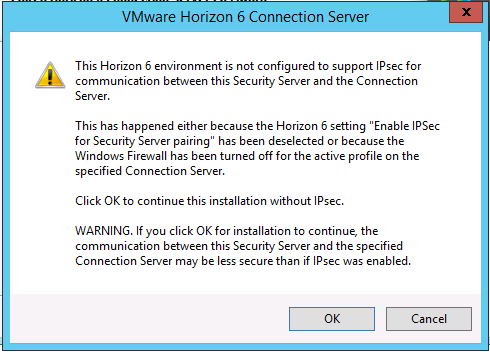 VMware Horizon 6 Connection Server
x
This Horizon 6 environment is not configured to support IPsec for
communication between this Security Server and the Connection
Server.
This has happened either because the Horizon 6 setting "Enable IPSec
for Security Server pairing" has been deselected or because the
Windows Firewall has been turned off for the active profile on the
specified Connection Server.
Click OK to continue this installation without IPsec.
WARNING. If you click OK for installation to continue, the
communication between this Security Server and the specified
Connection Server may be less secure than if IPsec was enabled.
OK
Cancel